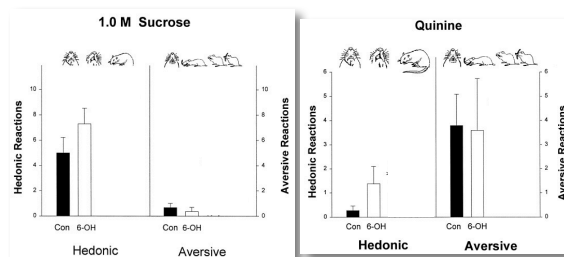 1.0 M Sucrose
Hedonic Reactions
10
8
6
4
2
0
Con 6-OH
Hedonic
Con 6-OH
Aversive
10
8
6
4
2
0
Aversive Reactions
Quinine
Hedonic Reactions
6
5
4
3
2
1
0
Con 6-OH
Hedonic
Con 6-OH
Aversive
6
5
4
3
2
1
0
Aversive Reactions